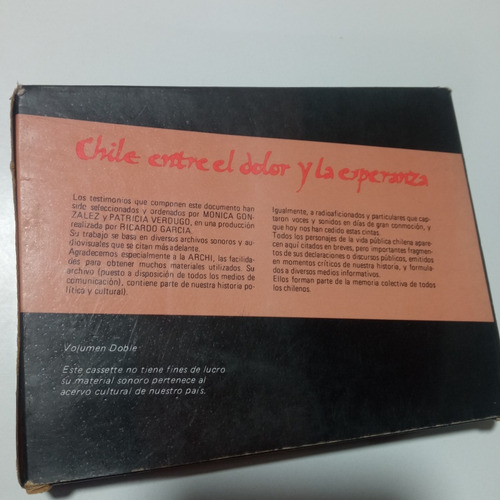 Chile entre el dolor y la esperanza
Los testimonios que componen este documento han
sido seleccionados y ordenados por MONICA GON-
ZALEZ y PATRICIA VERDUGO, en una producción
realizada por RICARDO GARCIA.
Su trabajo se basa en diversos archivos sonoros y au-
diovisuales que se citan más adelante.
Agradecemos especialmente a la ARCHI, las facilida-
des para obtener muchos materiales utilizados. Su
archivo (puesto a disposición de todos los medios de
comunicación), contiene parte de nuestra historia po-
lítico y cultural).
Igualmente, a radioaficionados y particulares que cap-
taron voces y sonidos en días de gran conmoción, y
que hoy nos han cedido estas cintas.
Todos los personajes de la vida pública chilena apare-
cen aquí citados en breves, pero importantes fragmen-
tos de sus declaraciones o discursos públicos, emitidos
en momentos críticos de nuestra historia, y formula-
dos a diversos medios informativos.
Ellos forman parte de la memoria colectiva de todos
los chilenos.
Volumen Doble
Este cassette no tiene fines de lucro
su material sonoro pertenece al
acervo cultural de nuestro país.